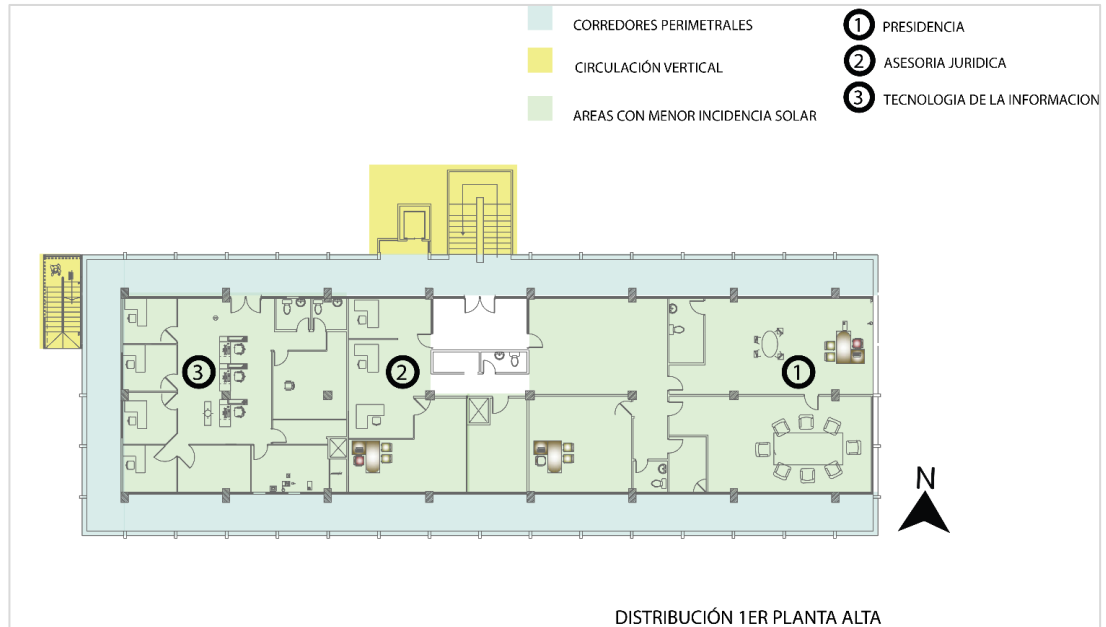 CORREDORES PERIMETRALES
CIRCULACIÓN VERTICAL
AREAS CON MENOR INCIDENCIA SOLAR
1 PRESIDENCIA
2 ASESORIA JURIDICA
3 TECNOLOGIA DE LA INFORMACION
3
2
1
N
DISTRIBUCIÓN 1ER PLANTA ALTA